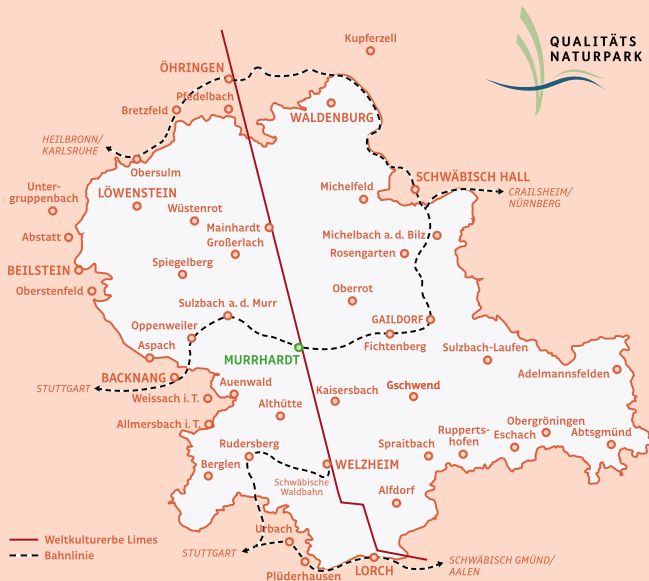 Kupferzell
QUALITÄTS
NATURPARK
ÖHRINGEN
Pfedelbach
Bretzfeld
WALDENBURG
HEILBRONN/
KARLSRUHE
Obersulm
SCHWÄBISCH HALL
CRAILSHEIM/
NÜRNBERG
Unter-
gruppenbach
LÖWENSTEIN
Michelfeld
Wüstenrot
Mainhardt
Abstatt
Großerlach
Michelbach a. d. Bilz
Rosengarten
BEILSTEIN
Spiegelberg
Oberstenfeld
Oberrot
Sulzbach a. d. Murr
GAILDORF
Oppenweiler
Fichtenberg
Aspach
MURRHARDT
Sulzbach-Laufen
BACKNANG
STUTTGART
Adelmannsfelden
Auenwald
Kaisersbach
Gschwend
Weissach i. T.
Althütte
Allmersbach i. T.
Obergröningen
Rudersberg
Spraitbach
Rupperts-
hofen
Eschach
Abtsgmünd
Berglen
WELZHEIM
Schwäbische
Waldbahn
Alfdorf
Urbach
Weltkulturerbe Limes
Bahnlinie
STUTTGART
Plüderhausen
LORCH
SCHWÄBISCH GMÜND/
AALEN